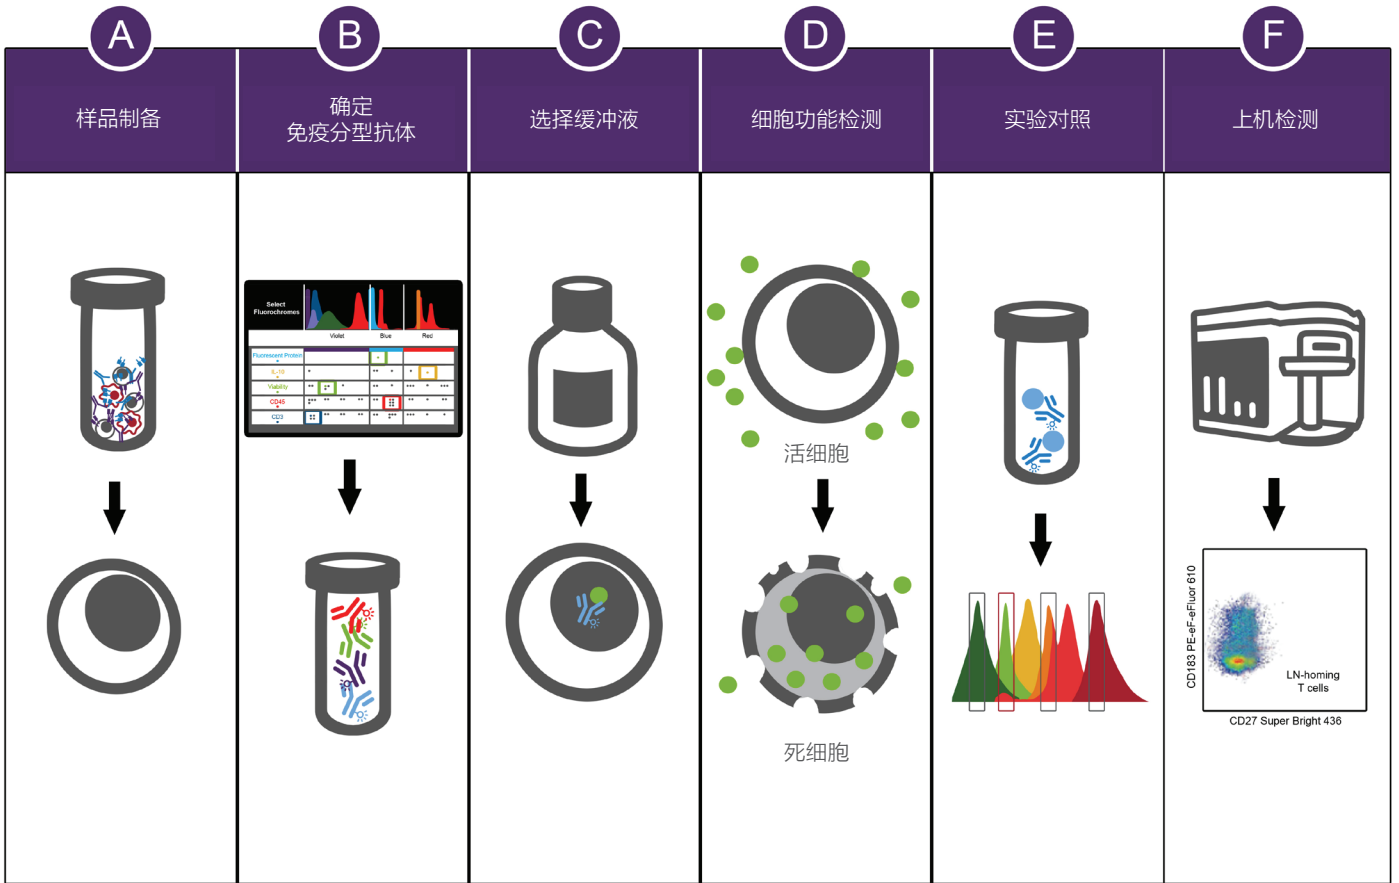 A
B
C
D
E
F
样品制备
确定
免疫分型抗体
选择缓冲液
细胞功能检测
实验对照
上机检测
Select
Fluorochromes
Violet
Blue
Red
Fluorescent Protein
IL-10
Viability
CD45
CD3
活细胞
死细胞
CD183 PE-eF-eFluor 610
LN-homing
T cells
CD27 Super Bright 436